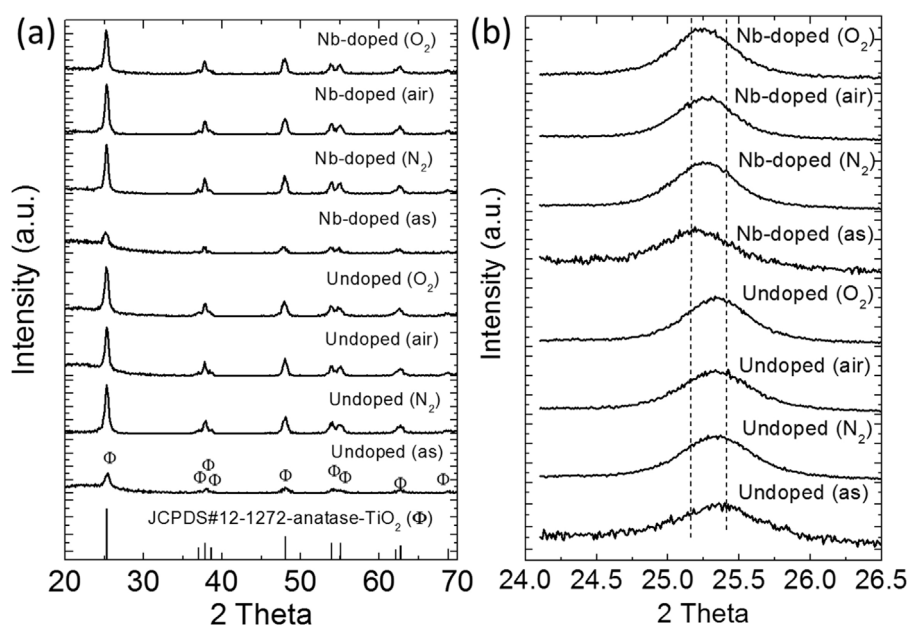 (a)
Nb-doped (O₂)
Nb-doped (air)
Nb-doped (N₂)
Nb-doped (as)
Undoped (O₂)
Undoped (air)
Undoped (N₂)
Undoped (as)
Φ Φ Φ Φ Φ Φ Φ Φ Φ
JCPDS#12-1272-anatase-TiO₂ (Φ)
Intensity (a.u.)
20 30 40 50 60 70
2 Theta
(b)
Nb-doped (O₂)
Nb-doped (air)
Nb-doped (N₂)
Nb-doped (as)
Undoped (O₂)
Undoped (air)
Undoped (N₂)
Undoped (as)
Intensity (a.u.)
24.0 24.5 25.0 25.5 26.0 26.5
2 Theta